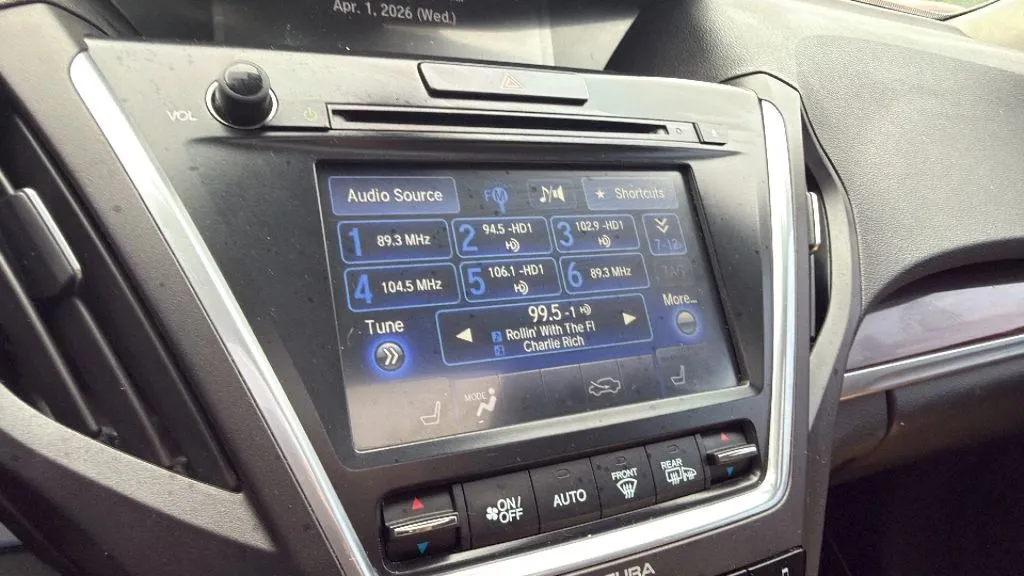 Apr. 1, 2026 (Wed.)
VOL
Audio Source
FM
★ Shortcuts
1 89.3 MHz
2 94.5 -HD1
3 102.9 -HD1
7-12
4 104.5 MHz
5 106.1 -HD1
6 89.3 MHz
Tune
99.5 -1
Rollin' With The Fl
Charlie Rich
More...
MODE
ON/
OFF
AUTO
FRONT
REAR